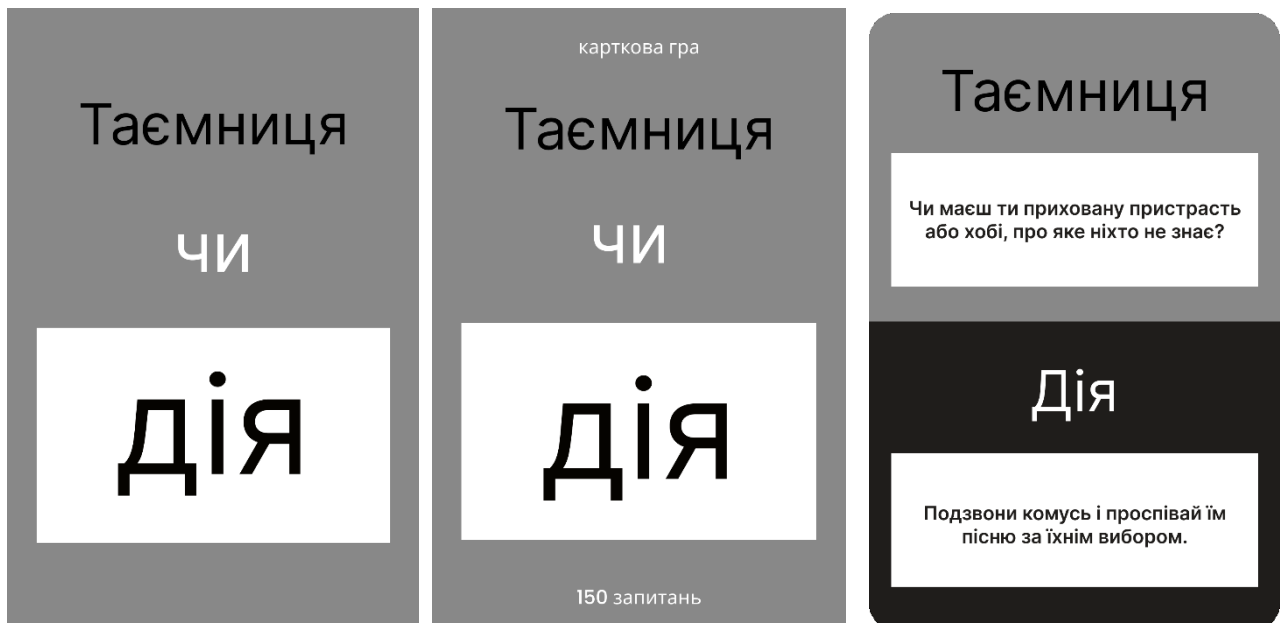 Таємниця
чи
дія
карткова гра
Таємниця
чи
дія
150 запитань
Таємниця
Чи маєш ти приховану пристрасть
або хобі, про яке ніхто не знає?
Дія
Подзвони комусь і проспівай їм
пісню за їхнім вибором.